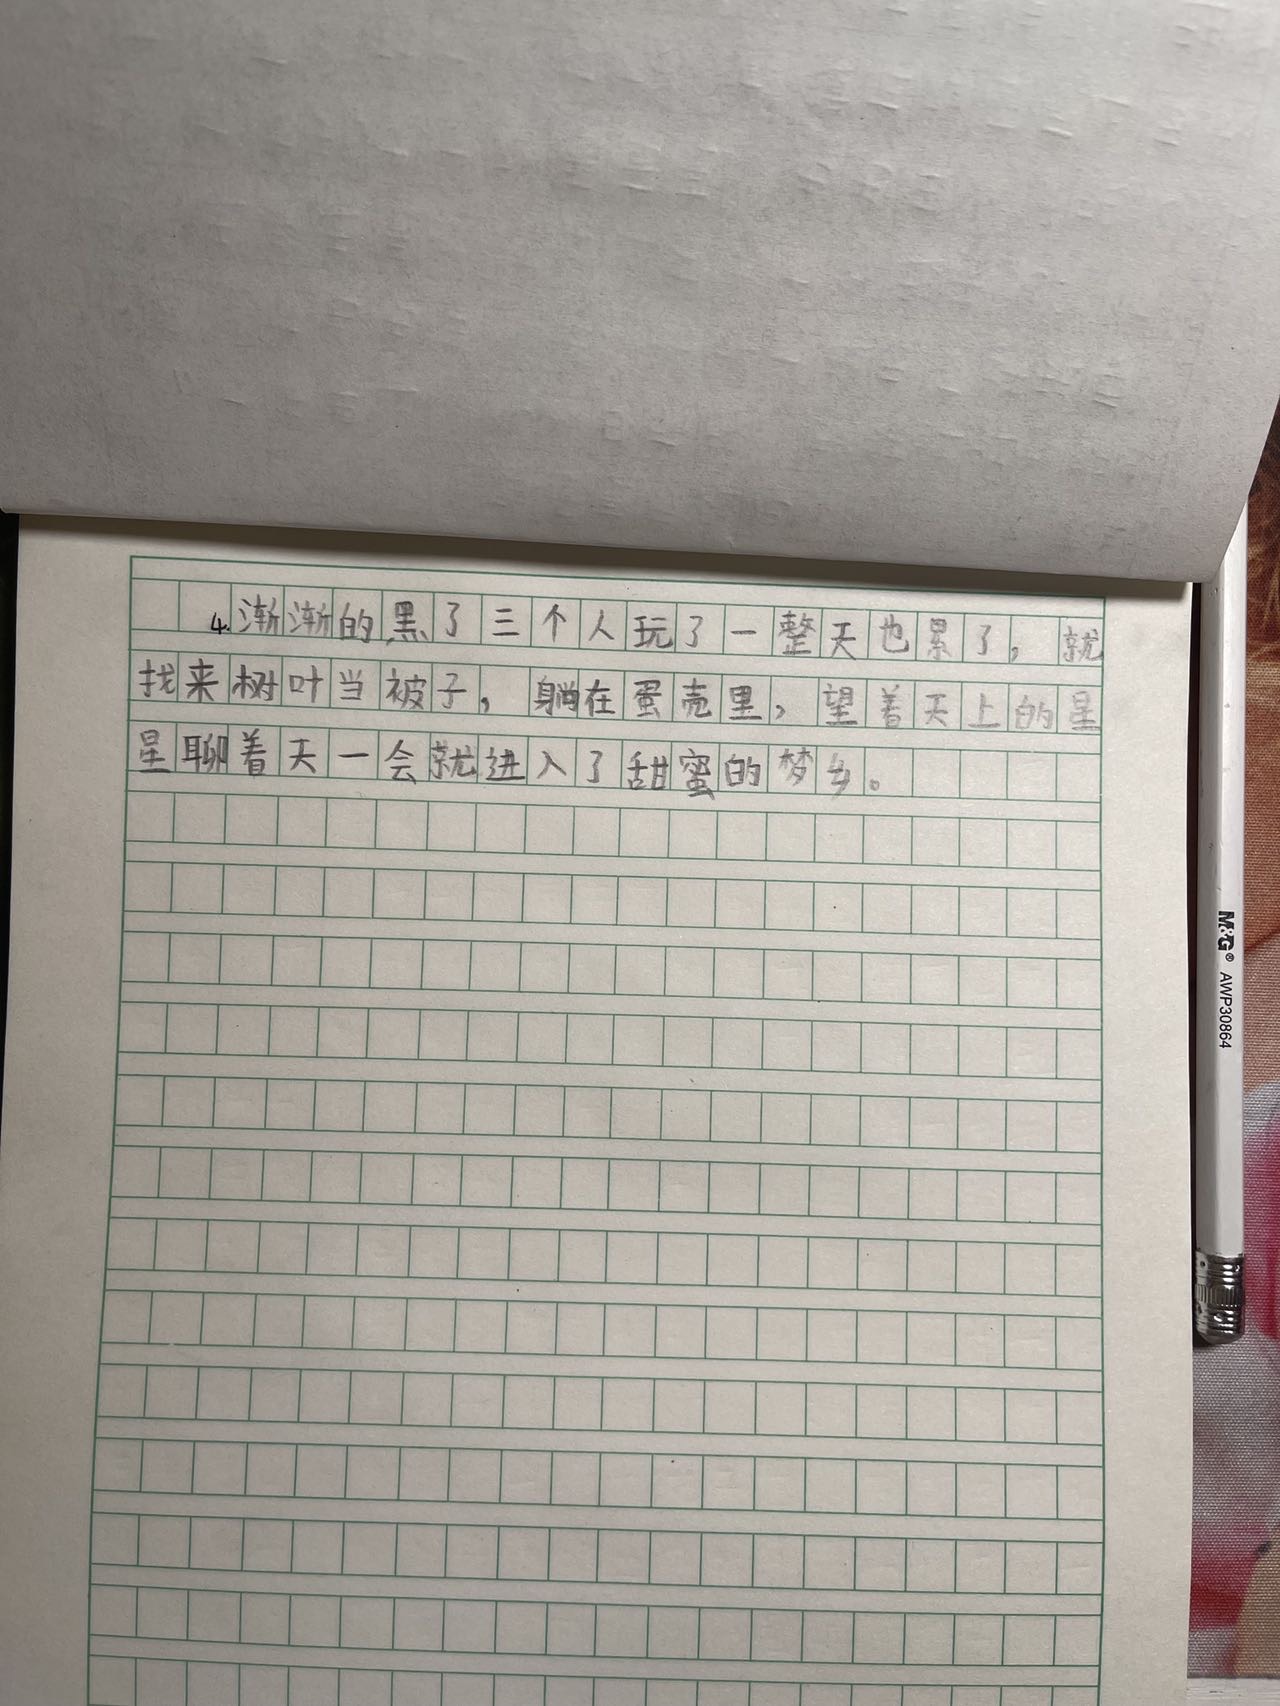 4.渐渐的黑了三个人玩了一整天也累了，就
找来树叶当被子，躺在蛋壳里，望着天上的星
星聊着天一会就进入了甜蜜的梦乡。
M&G® AWP30864